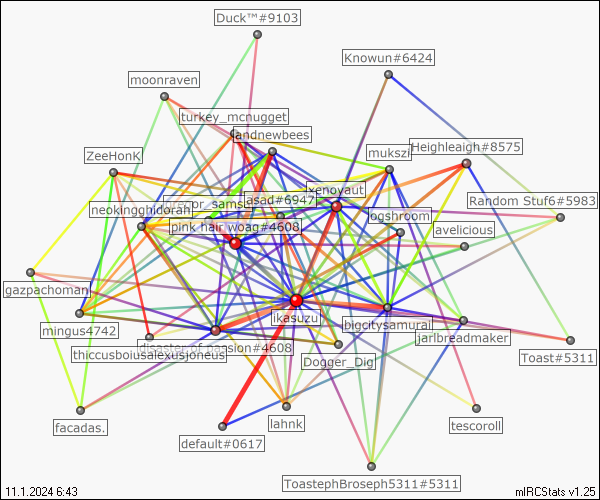 Duck™#9103
Knowun#6424
moonraven
turkey_mcnugget
andnewbees
ZeeHonK
mukszi
Heighleaigh#8575
xenoyaut
asad#6947
samsa
Random Stuf6#5983
neokingghidorah
logshroom
pink hair woag#4608
avelicious
gazpachoman
ikasuzu
bigcitysamurai
mingus4742
jarlbreadmaker
disaster of passion#4608
thiccusboiusalexusjoneus
Dogger_Dig
Toast#5311
facadas.
lahnk
tescoroll
default#0617
ToastephBroseph5311#5311
11.1.2024 6:43
mIRCStats v1.25